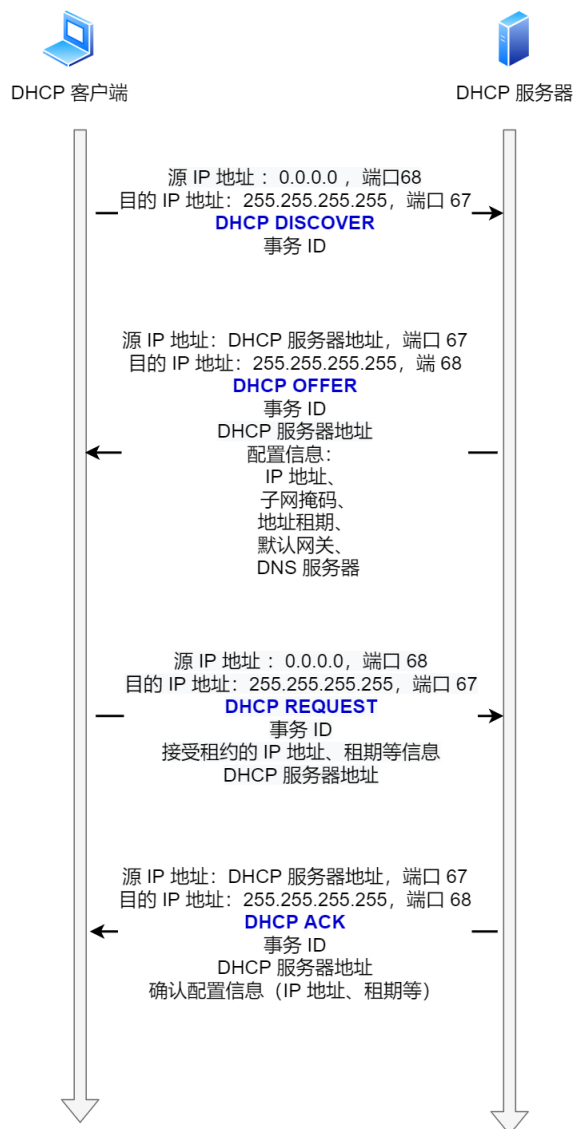 DHCP 客户端
DHCP 服务器
源 IP 地址 ：0.0.0.0 ，端口68
目的 IP 地址：255.255.255.255，端口 67
DHCP DISCOVER
事务 ID
源 IP 地址：DHCP 服务器地址，端口 67
目的 IP 地址：255.255.255.255，端 68
DHCP OFFER
事务 ID
DHCP 服务器地址
配置信息：
IP 地址、
子网掩码、
地址租期、
默认网关、
DNS 服务器
源 IP 地址 ：0.0.0.0，端口 68
目的 IP 地址：255.255.255.255，端口 67
DHCP REQUEST
事务 ID
接受租约的 IP 地址、租期等信息
DHCP 服务器地址
源 IP 地址：DHCP 服务器地址，端口 67
目的 IP 地址：255.255.255.255，端口 68
DHCP ACK
事务 ID
DHCP 服务器地址
确认配置信息（IP 地址、租期等）